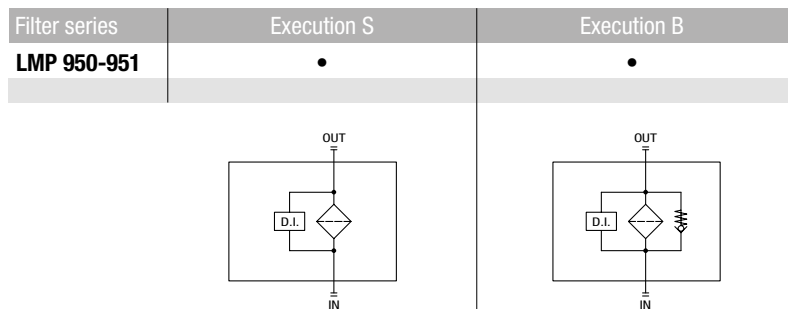 Filter series Execution S Execution B
LMP 950-951 • •
OUT OUT
D.I. D.I.
IN IN